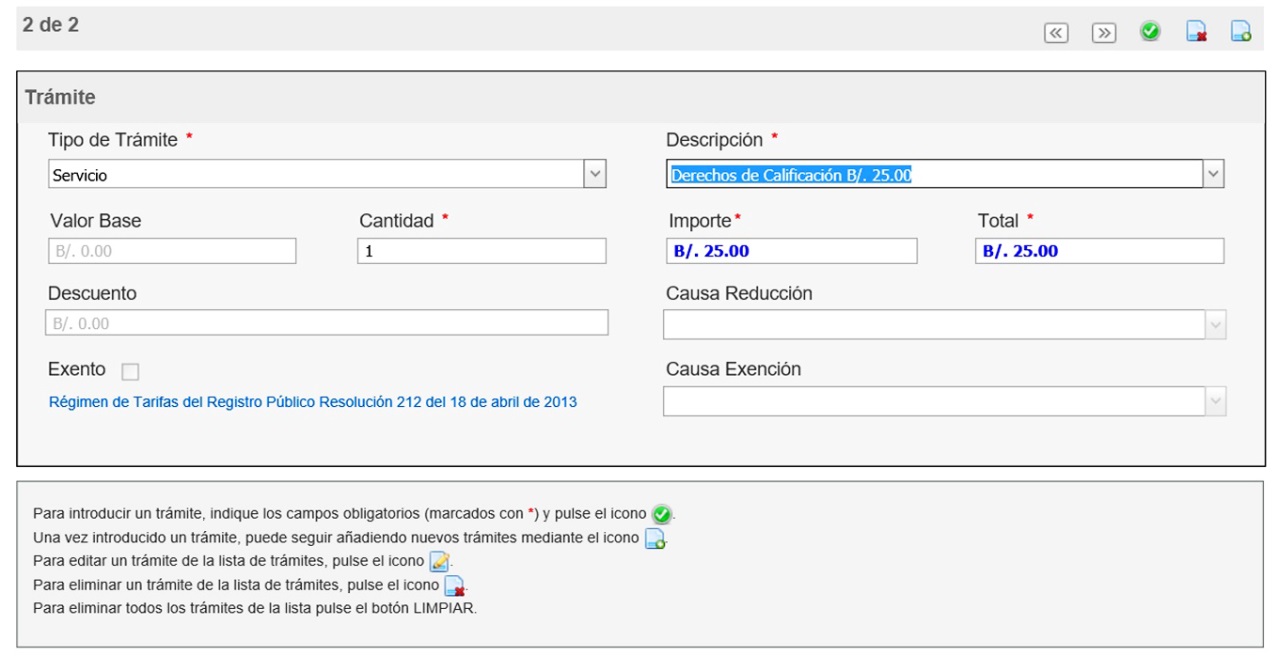 2 de 2
Trámite
Tipo de Trámite *
Descripción *
Servicio
Derechos de Calificación B/. 25.00
Valor Base
Cantidad *
Importe*
Total *
B/. 0.00
1
B/. 25.00
B/. 25.00
Descuento
Causa Reducción
B/. 0.00
Exento
Causa Exención
Régimen de Tarifas del Registro Público Resolución 212 del 18 de abril de 2013
Para introducir un trámite, indique los campos obligatorios (marcados con *) y pulse el icono .
Una vez introducido un trámite, puede seguir añadiendo nuevos trámites mediante el icono .
Para editar un trámite de la lista de trámites, pulse el icono .
Para eliminar un trámite de la lista de trámites, pulse el icono .
Para eliminar todos los trámites de la lista pulse el botón LIMPIAR.